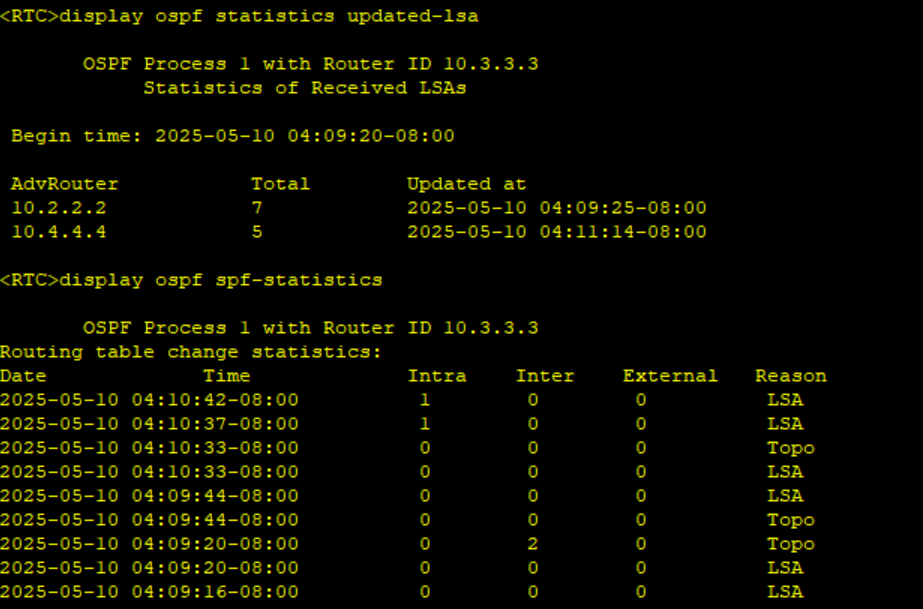 <RTC>display ospf statistics updated-lsa
OSPF Process 1 with Router ID 10.3.3.3
Statistics of Received LSAs
Begin time: 2025-05-10 04:09:20-08:00
AdvRouter Total Updated at
10.2.2.2 7 2025-05-10 04:09:25-08:00
10.4.4.4 5 2025-05-10 04:11:14-08:00
<RTC>display ospf spf-statistics
OSPF Process 1 with Router ID 10.3.3.3
Routing table change statistics:
Date Time Intra Inter External Reason
2025-05-10 04:10:42-08:00 1 0 0 LSA
2025-05-10 04:10:37-08:00 1 0 0 LSA
2025-05-10 04:10:33-08:00 0 0 0 Topo
2025-05-10 04:10:33-08:00 0 0 0 LSA
2025-05-10 04:09:44-08:00 0 0 0 LSA
2025-05-10 04:09:44-08:00 0 0 0 Topo
2025-05-10 04:09:20-08:00 0 2 0 Topo
2025-05-10 04:09:20-08:00 0 0 0 LSA
2025-05-10 04:09:16-08:00 0 0 0 LSA